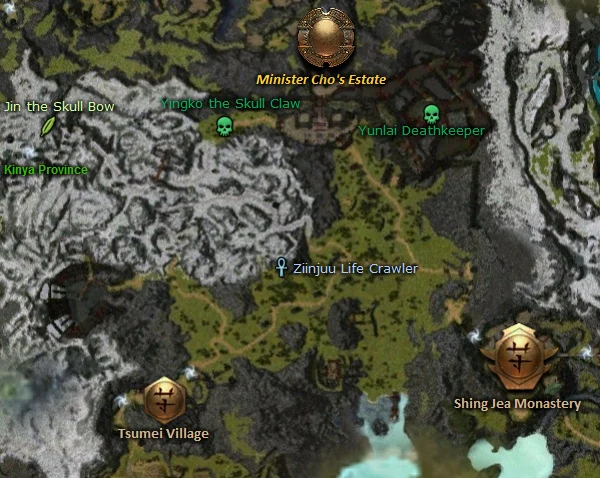 Minister Cho's Estate
Jin the Skull Bow
Yingko the Skull Claw
Yunlai Deathkeeper
Kinya Province
Ziinjuu Life Crawler
Shing Jea Monastery
Tsumei Village